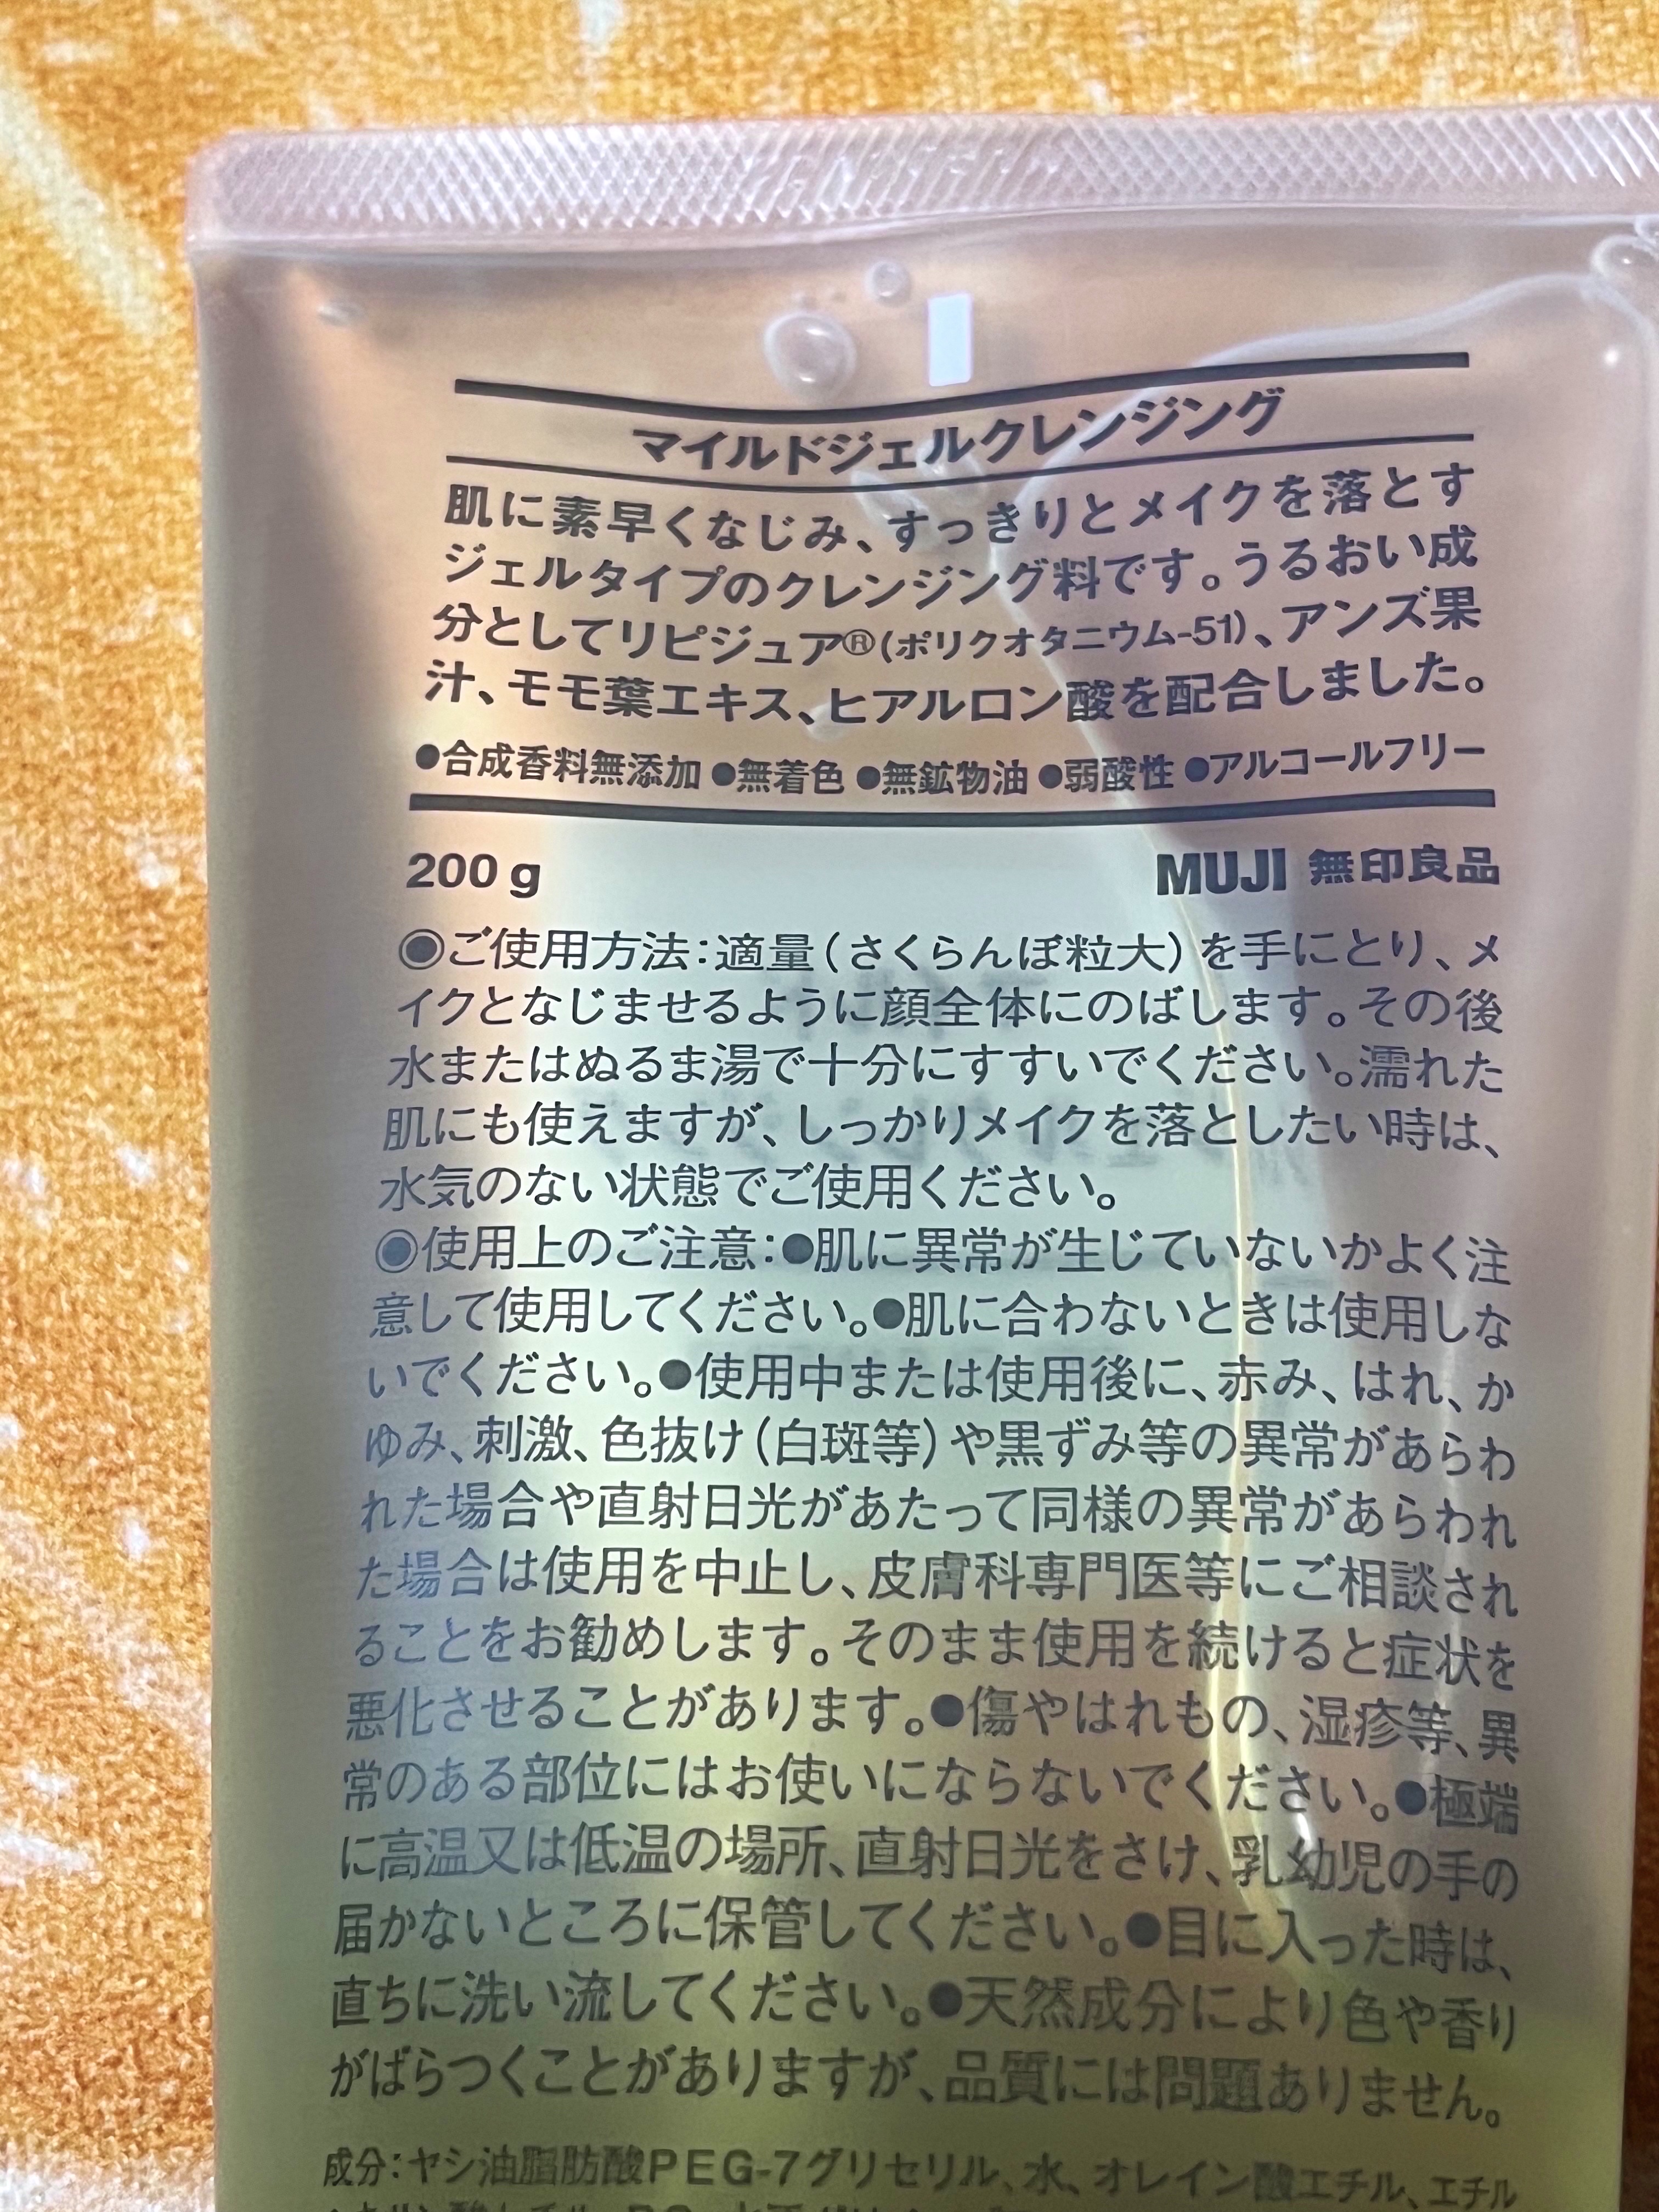 マイルドジェルクレンジング
肌に素早くなじみ、すっきりとメイクを落とす
ジェルタイプのクレンジング料です。うるおい成
分としてリピジュア®(ポリクオタニウム-51)、アンズ果
汁、モモ葉エキス、ヒアルロン酸を配合しました。
●合成香料無添加 ●無着色 ●無鉱物油 ●弱酸性 ●アルコールフリー
200 g
MUJI 無印良品
◉ご使用方法：適量（さくらんぼ粒大）を手にとり、メ
イクとなじませるように顔全体にのばします。その後
水またはぬるま湯で十分にすすいでください。濡れた
肌にも使えますが、しっかりメイクを落としたい時は、
水気のない状態でご使用ください。
◉使用上のご注意：●肌に異常が生じていないかよく注
意して使用してください。●肌に合わないときは使用しな
いでください。●使用中または使用後に、赤み、はれ、か
ゆみ、刺激、色抜け（白斑等）や黒ずみ等の異常があらわ
れた場合や直射日光があたって同様の異常があらわれ
た場合は使用を中止し、皮膚科専門医等にご相談され
ることをお勧めします。そのまま使用を続けると症状を
悪化させることがあります。●傷やはれもの、湿疹等、異
常のある部位にはお使いにならないでください。●極端
に高温又は低温の場所、直射日光をさけ、乳幼児の手の
届かないところに保管してください。●目に入った時は、
直ちに洗い流してください。●天然成分により色や香り
がばらつくことがありますが、品質には問題ありません。
成分：ヤシ油脂肪酸PEG-7グリセリル、水、オレイン酸エチル、エチル